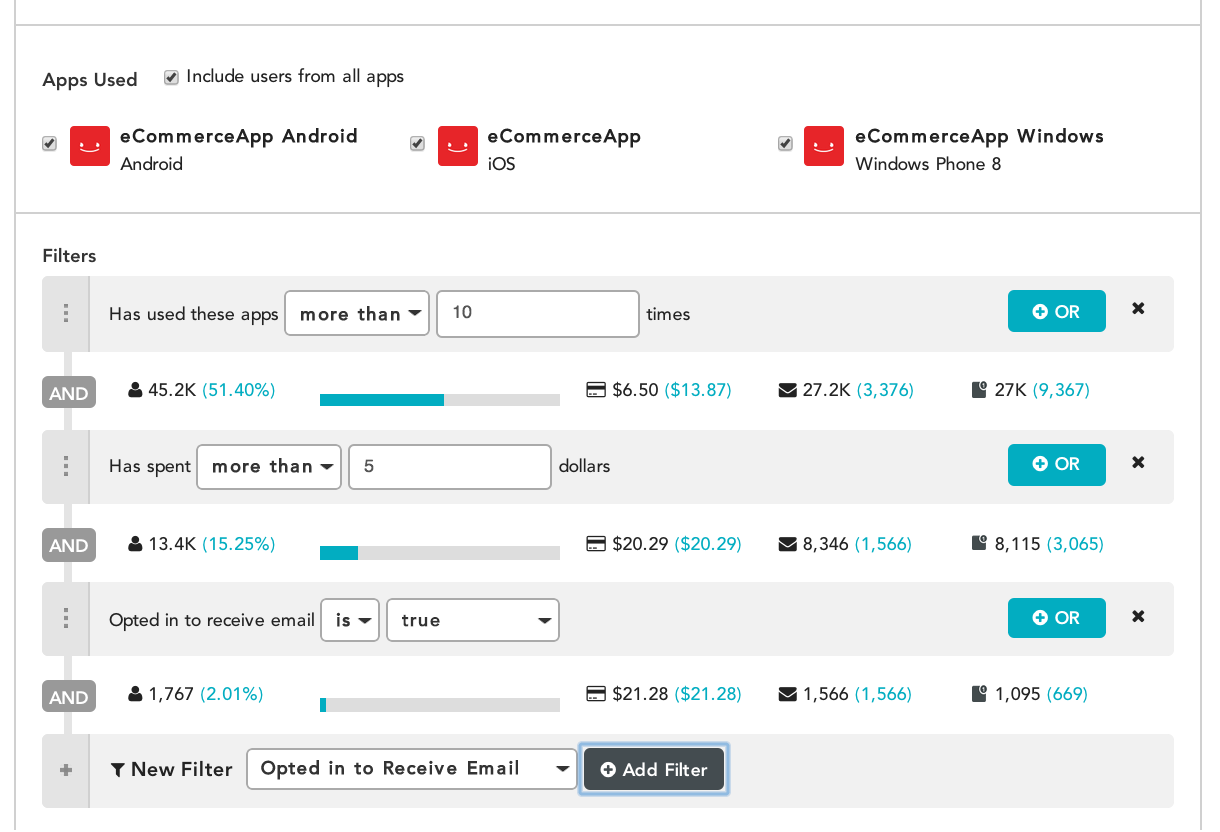 Apps Used Include users from all apps
eCommerceApp Android eCommerceApp eCommerceApp Windows
Android iOS Windows Phone 8
Filters
Has used these apps more than 10 times OR
AND 45.2K (51.40%) $6.50 ($13.87) 27.2K (3,376) 27K (9,367)
Has spent more than 5 dollars OR
AND 13.4K (15.25%) $20.29 ($20.29) 8,346 (1,566) 8,115 (3,065)
Opted in to receive email is true OR
AND 1,767 (2.01%) $21.28 ($21.28) 1,566 (1,566) 1,095 (669)
New Filter Opted in to Receive Email Add Filter